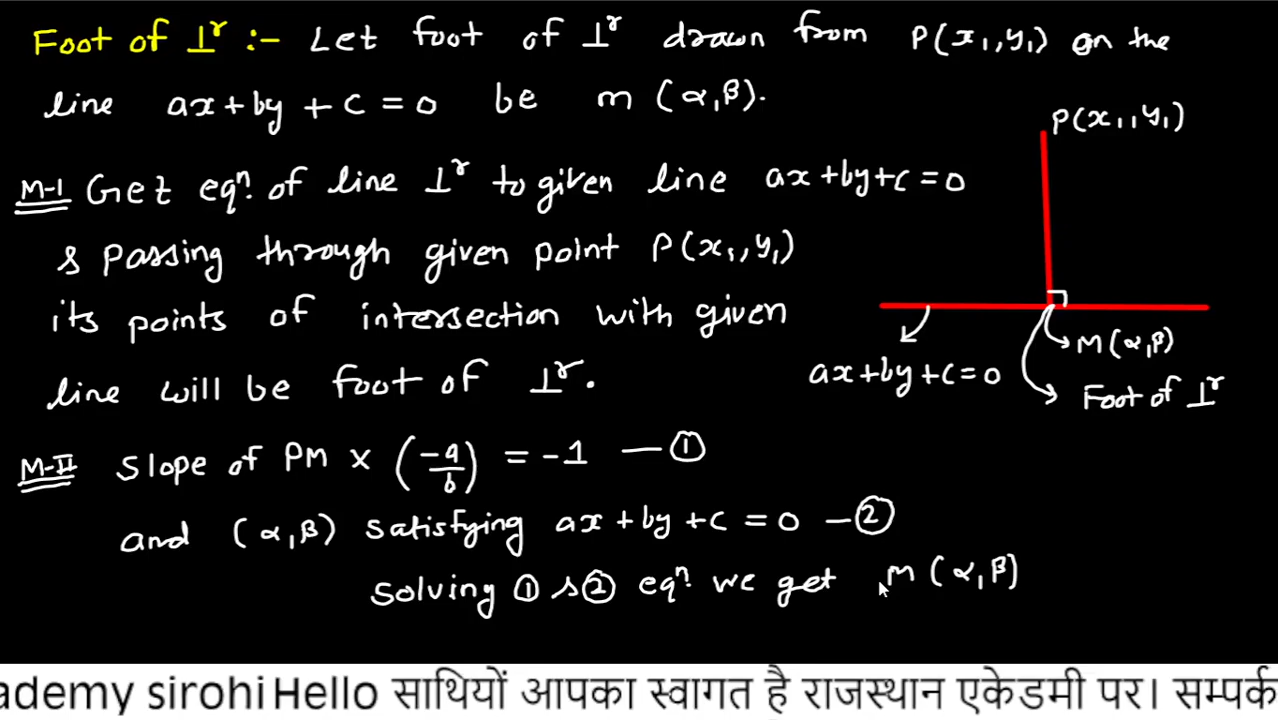 Foot of ⊥ʳ :- Let foot of ⊥ʳ drawn from P(x₁,y₁) on the
line ax+by+c=0 be m (α,β).
P(x₁,y₁)
M-I Get eqⁿ. of line ⊥ʳ to given line ax+by+c=0
& passing through given point P(x₁,y₁)
its points of intersection with given
M(α,β)
line will be foot of ⊥ʳ.
ax+by+c=0
Foot of ⊥ʳ
M-II Slope of PM × (-a/b) = -1 —①
and (α,β) satisfying ax+by+c=0 —②
Solving ① & ② eqⁿ. we get M(α,β)
ademy sirohi Hello साथियों आपका स्वागत है राजस्थान एकेडमी पर। सम्पर्क